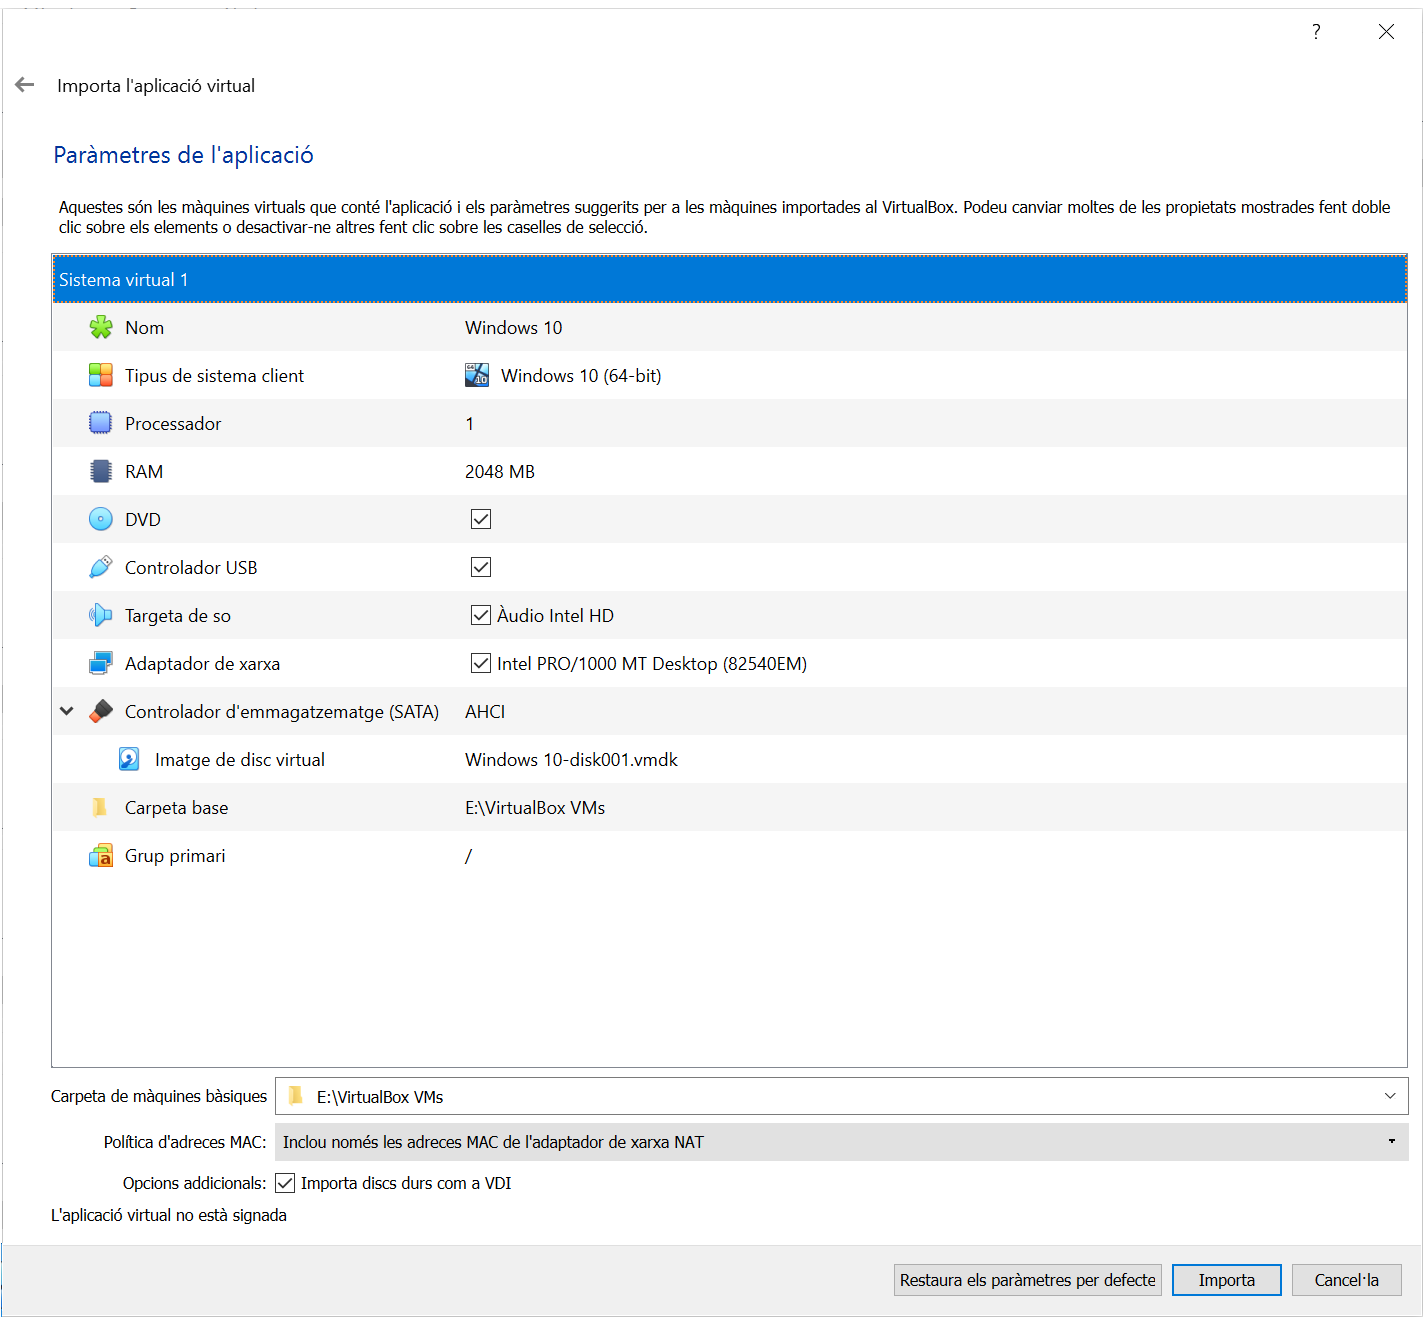 ?
Importa l'aplicació virtual
Paràmetres de l'aplicació
Aquestes són les màquines virtuals que conté l'aplicació i els paràmetres suggerits per a les màquines importades al VirtualBox. Podeu canviar moltes de les propietats mostrades fent doble
clic sobre els elements o desactivar-ne altres fent clic sobre les caselles de selecció.
Sistema virtual 1
Nom Windows 10
Tipus de sistema client Windows 10 (64-bit)
Processador 1
RAM 2048 MB
DVD
Controlador USB
Targeta de so Àudio Intel HD
Adaptador de xarxa Intel PRO/1000 MT Desktop (82540EM)
Controlador d'emmagatzematge (SATA) AHCI
Imatge de disc virtual Windows 10-disk001.vmdk
Carpeta base E:\VirtualBox VMs
Grup primari /
Carpeta de màquines bàsiques E:\VirtualBox VMs
Política d'adreces MAC: Inclou només les adreces MAC de l'adaptador de xarxa NAT
Opcions addicionals: Importa discs durs com a VDI
L'aplicació virtual no està signada
Restaura els paràmetres per defecte Importa Cancel·la